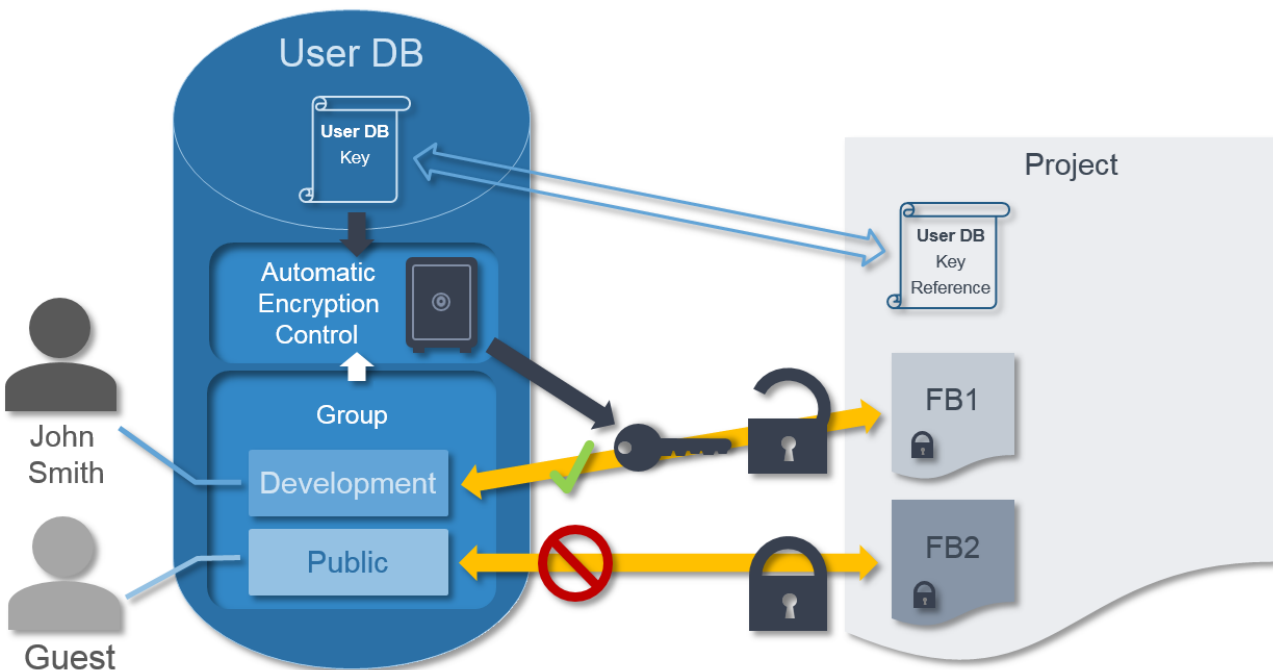 User DB
User DB
Key
Project
User DB
Key
Reference
Automatic
Encryption
Control
John
Smith
Group
Development
Public
FB1
FB2
Guest